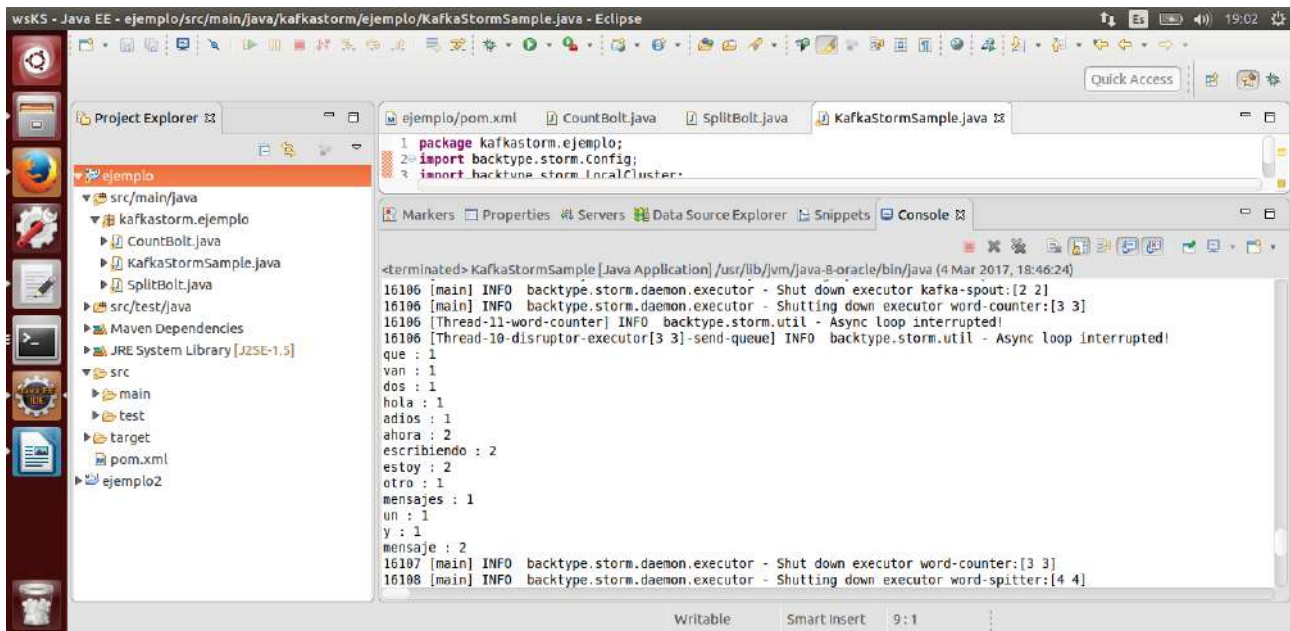 wsKS - Java EE - ejemplo/src/main/java/kafkastorm/ejemplo/KafkaStormSample.java - Eclipse
Es
19:02
Quick Access
Project Explorer
ejemplo
src/main/java
kafkastorm.ejemplo
CountBolt.java
KafkaStormSample.java
SplitBolt.java
src/test/java
Maven Dependencies
JRE System Library [J2SE-1.5]
src
main
test
target
pom.xml
ejemplo2
ejemplo/pom.xml
CountBolt.java
SplitBolt.java
KafkaStormSample.java
1 package kafkastorm.ejemplo;
2 import backtype.storm.Config;
3 import backtype.storm.LocalCluster;
Markers
Properties
Servers
Data Source Explorer
Snippets
Console
<terminated> KafkaStormSample [Java Application] /usr/lib/jvm/java-8-oracle/bin/java (4 Mar 2017, 18:46:24)
16106 [main] INFO backtype.storm.daemon.executor - Shut down executor kafka-spout:[2 2]
16106 [main] INFO backtype.storm.daemon.executor - Shutting down executor word-counter:[3 3]
16106 [Thread-11-word-counter] INFO backtype.storm.util - Async loop interrupted!
16106 [Thread-10-disruptor-executor[3 3]-send-queue] INFO backtype.storm.util - Async loop interrupted!
que : 1
van : 1
dos : 1
hola : 1
adios : 1
ahora : 2
escribiendo : 2
estoy : 2
otro : 1
mensajes : 1
un : 1
y : 1
mensaje : 2
16107 [main] INFO backtype.storm.daemon.executor - Shut down executor word-counter:[3 3]
16108 [main] INFO backtype.storm.daemon.executor - Shutting down executor word-spitter:[4 4]
Writable
Smart Insert
9 : 1